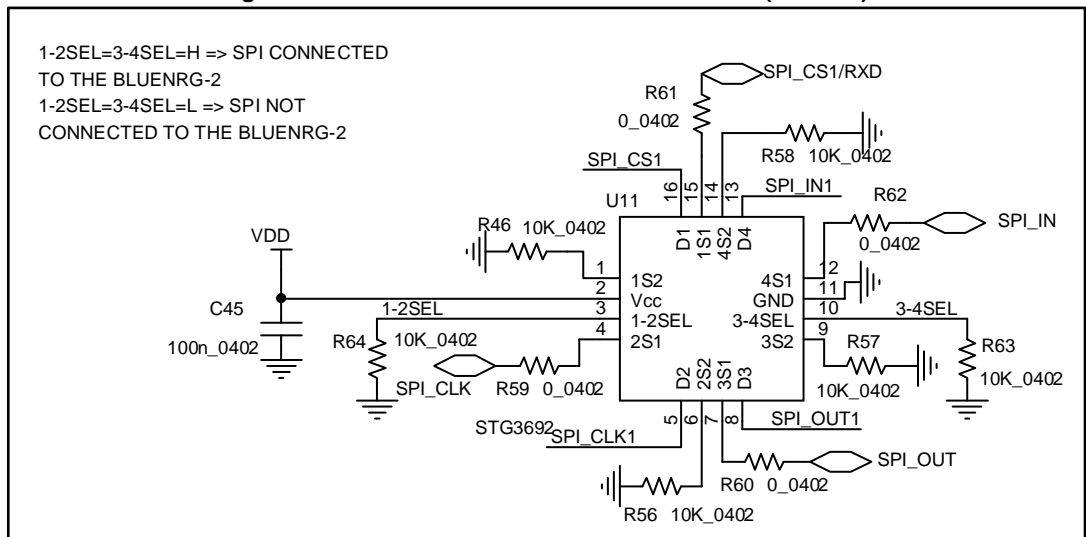 1-2SEL=3-4SEL=H => SPI CONNECTED
TO THE BLUENRG-2
1-2SEL=3-4SEL=L => SPI NOT
CONNECTED TO THE BLUENRG-2
SPI_CS1/RXD
R61
0_0402
R58 10K_0402
SPI_CS1
16
15
14
13
SPI_IN1
R62
0_0402
SPI_IN
U11
D1
1S1
4S2
D4
R46
10K_0402
VDD
C45
100n_0402
1
2
3
4
1S2
Vcc
1-2SEL
2S1
12
11
10
9
4S1
GND
3-4SEL
3S2
1-2SEL
R64
10K_0402
SPI_CLK
R59 0_0402
3-4SEL
R57
10K_0402
R63
10K_0402
D2
2S2
3S1
D3
STG3692
SPI_CLK1
5
6
7
8
SPI_OUT1
SPI_OUT
R60 0_0402
R56 10K_0402